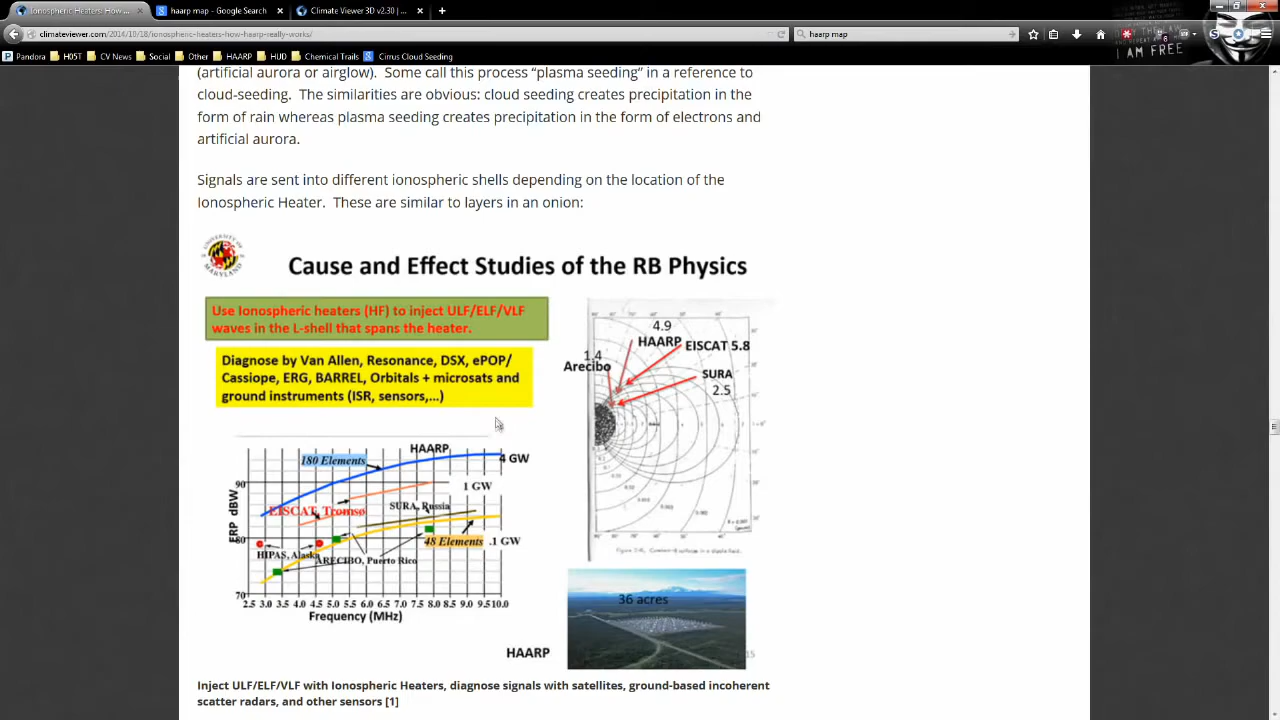 Ionospheric Heaters: How...
haarp map - Google Search
Climate Viewer 3D v2.30 | ...
climateviewer.com/2014/10/18/ionospheric-heaters-how-haarp-really-works/
haarp map
I AM FREE
Pandora
H05T
CV News
Social
Other
HAARP
HUD
Chemical Trails
Cirrus Cloud Seeding
(artificial aurora or airglow). Some call this process “plasma seeding” in a reference to
cloud-seeding. The similarities are obvious: cloud seeding creates precipitation in the
form of rain whereas plasma seeding creates precipitation in the form of electrons and
artificial aurora.
Signals are sent into different ionospheric shells depending on the location of the
Ionospheric Heater. These are similar to layers in an onion:
UNIVERSITY OF
MARYLAND
Cause and Effect Studies of the RB Physics
Use Ionospheric heaters (HF) to inject ULF/ELF/VLF
waves in the L-shell that spans the heater.
Diagnose by Van Allen, Resonance, DSX, ePOP/
Cassiope, ERG, BARREL, Orbitals + microsats and
ground instruments (ISR, sensors,...)
4.9
HAARP
EISCAT 5.8
1.4
Arecibo
SURA
2.5
HAARP
180 Elements
4 GW
1 GW
90
ERP dBW
EISCAT, Tromsø
SURA, Russia
80
48 Elements
.1 GW
HIPAS, Alaska
ARECIBO, Puerto Rico
70
2.5 3.0 3.5 4.0 4.5 5.0 5.5 6.0 6.5 7.0 7.5 8.0 8.5 9.0 9.5 10.0
Frequency (MHz)
36 acres
HAARP
15
Inject ULF/ELF/VLF with Ionospheric Heaters, diagnose signals with satellites, ground-based incoherent
scatter radars, and other sensors [1]